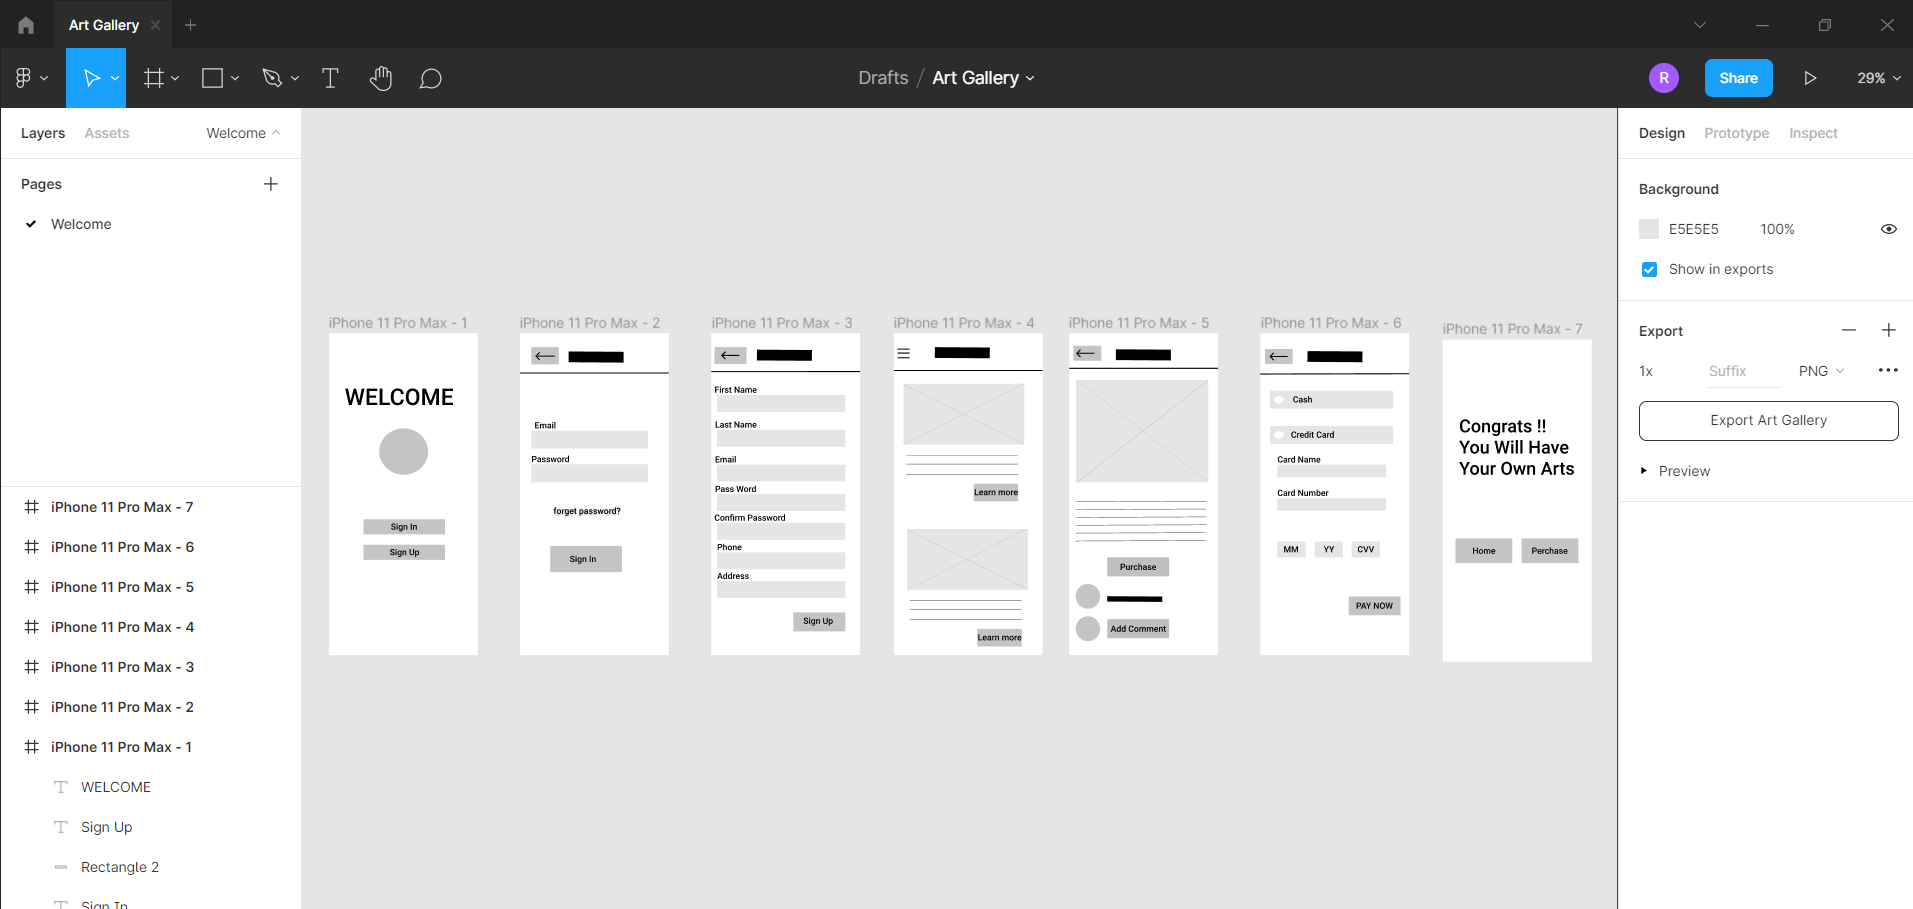 Art Gallery
Drafts / Art Gallery
R
Share
29%
Layers
Assets
Welcome
Pages
Welcome
iPhone 11 Pro Max - 7
iPhone 11 Pro Max - 6
iPhone 11 Pro Max - 5
iPhone 11 Pro Max - 4
iPhone 11 Pro Max - 3
iPhone 11 Pro Max - 2
iPhone 11 Pro Max - 1
WELCOME
Sign Up
Rectangle 2
Sign In
iPhone 11 Pro Max - 1
WELCOME
Sign In
Sign Up
iPhone 11 Pro Max - 2
Email
Password
forget password?
Sign In
iPhone 11 Pro Max - 3
First Name
Last Name
Email
Pass Word
Confirm Password
Phone
Address
Sign Up
iPhone 11 Pro Max - 4
Learn more
Learn more
iPhone 11 Pro Max - 5
Purchase
Add Comment
iPhone 11 Pro Max - 6
Cash
Credit Card
Card Name
Card Number
MM
YY
CVV
PAY NOW
iPhone 11 Pro Max - 7
Congrats !!
You Will Have
Your Own Arts
Home
Perchase
Design
Prototype
Inspect
Background
E5E5E5
100%
Show in exports
Export
1x
Suffix
PNG
Export Art Gallery
Preview